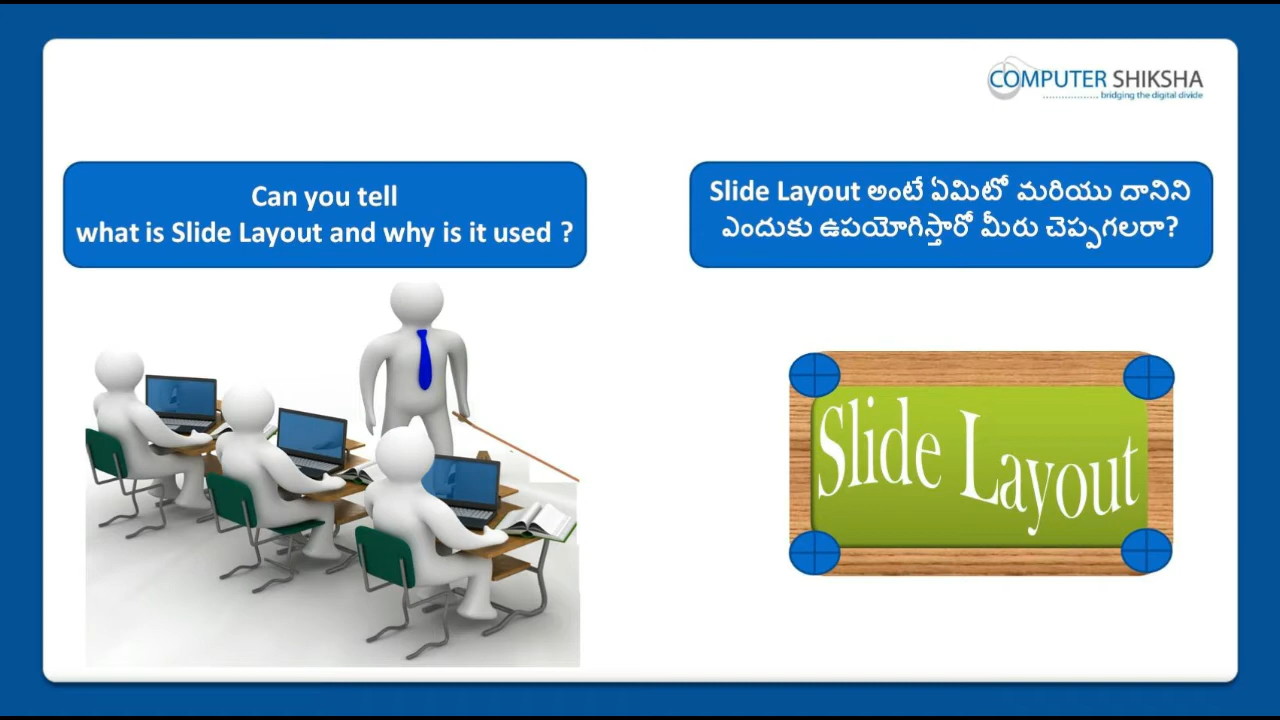 COMPUTER SHIKSHA
bridging the digital divide
Can you tell
what is Slide Layout and why is it used ?
Slide Layout అంటే ఏమిటో మరియు దానిని
ఎందుకు ఉపయోగిస్తారో మీరు చెప్పగలరా?
Slide Layout